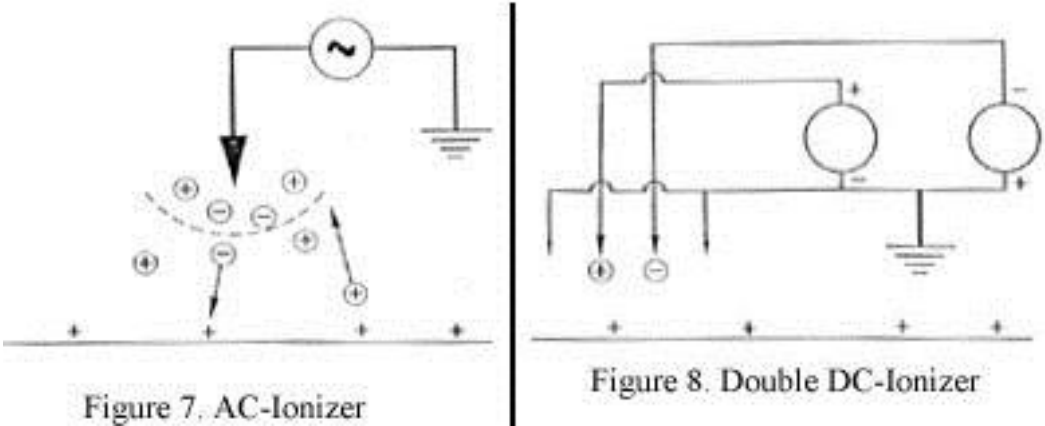 ~
+ + − − + − + +
+ + + +
Figure 7. AC-Ionizer
+ −
− +
+ −
+ + + +
Figure 8. Double DC-Ionizer